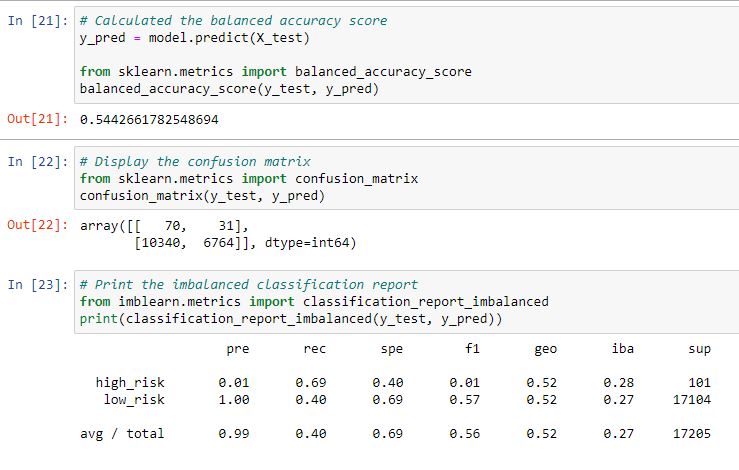 In [21]: # Calculated the balanced accuracy score
y_pred = model.predict(X_test)
from sklearn.metrics import balanced_accuracy_score
balanced_accuracy_score(y_test, y_pred)
Out[21]: 0.5442661782548694
In [22]: # Display the confusion matrix
from sklearn.metrics import confusion_matrix
confusion_matrix(y_test, y_pred)
Out[22]: array([[   70,    31],
       [10340,  6764]], dtype=int64)
In [23]: # Print the imbalanced classification report
from imblearn.metrics import classification_report_imbalanced
print(classification_report_imbalanced(y_test, y_pred))
pre rec spe f1 geo iba sup
high_risk 0.01 0.69 0.40 0.01 0.52 0.28 101
low_risk 1.00 0.40 0.69 0.57 0.52 0.27 17104
avg / total 0.99 0.40 0.69 0.56 0.52 0.27 17205